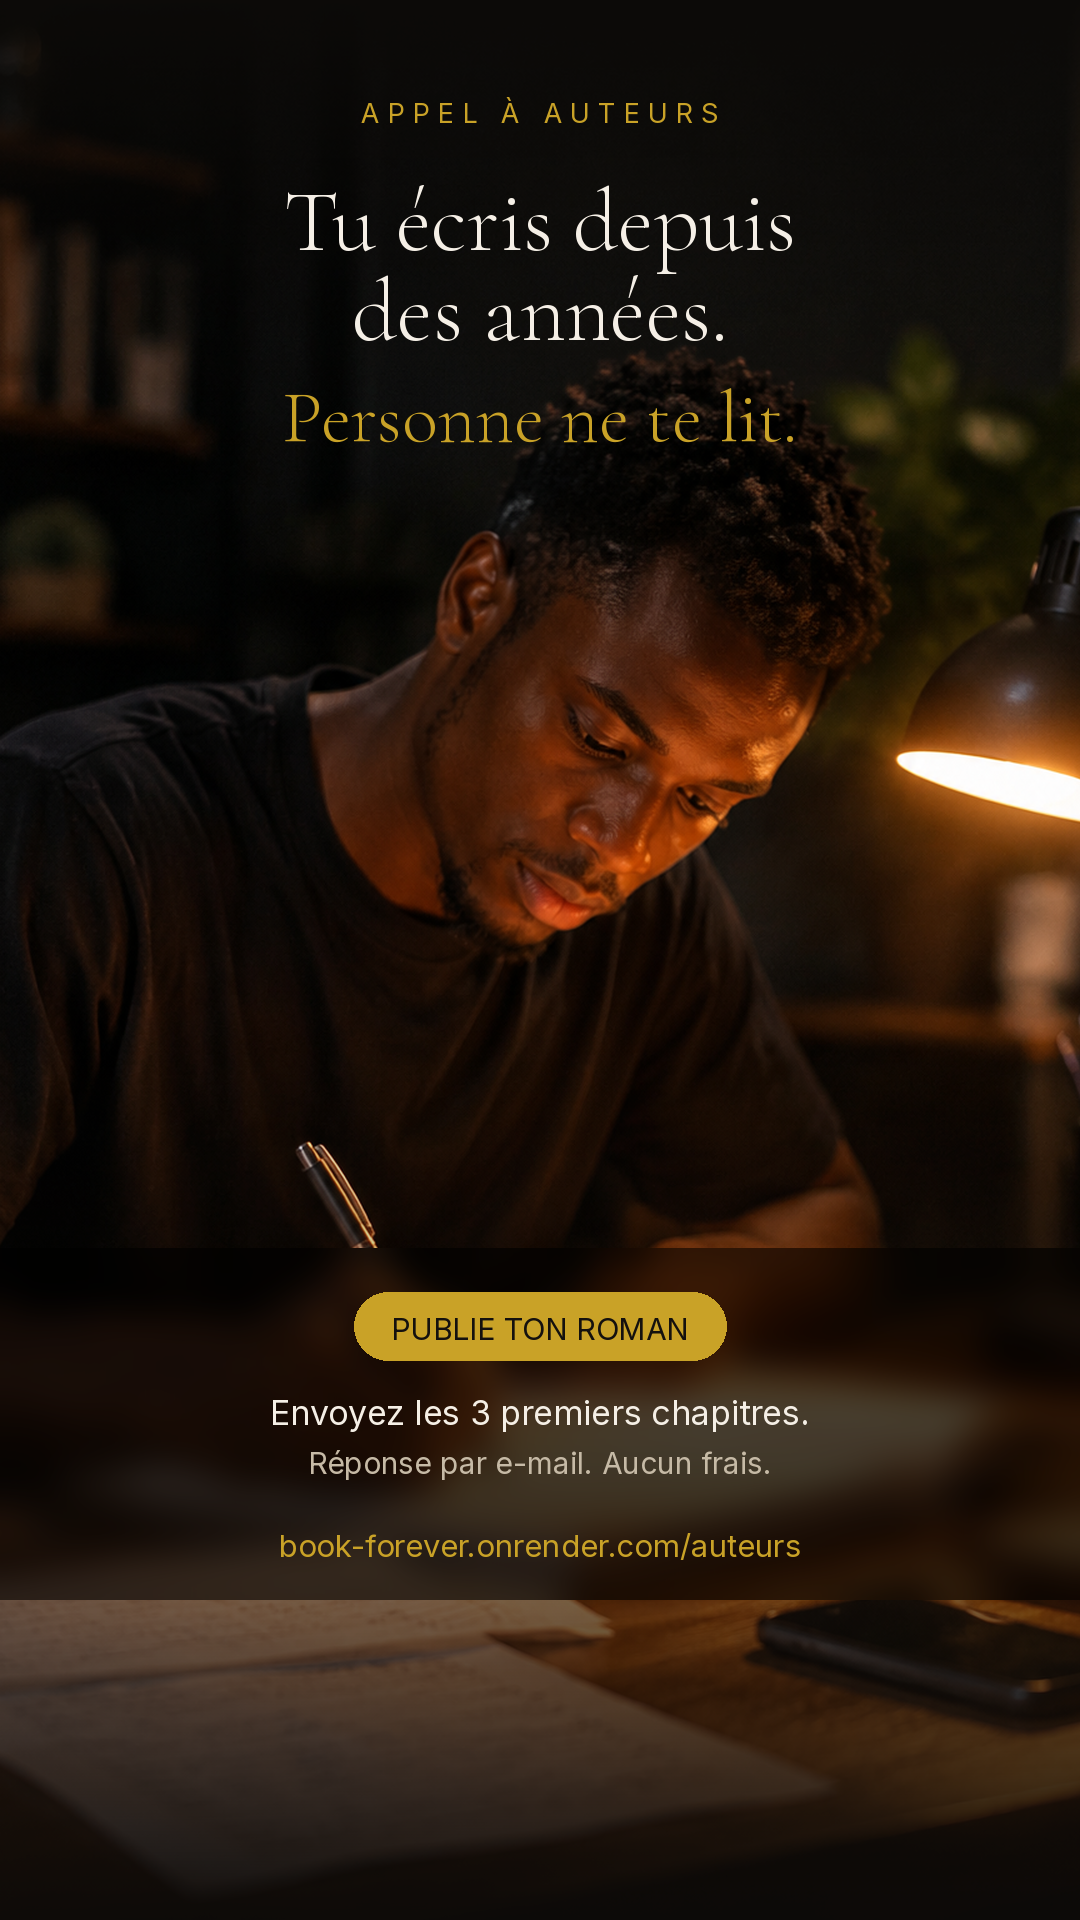 APPEL À AUTEURS
Tu écris depuis
des années.
Personne ne te lit.
PUBLIE TON ROMAN
Envoyez les 3 premiers chapitres.
Réponse par e-mail. Aucun frais.
book-forever.onrender.com/auteurs